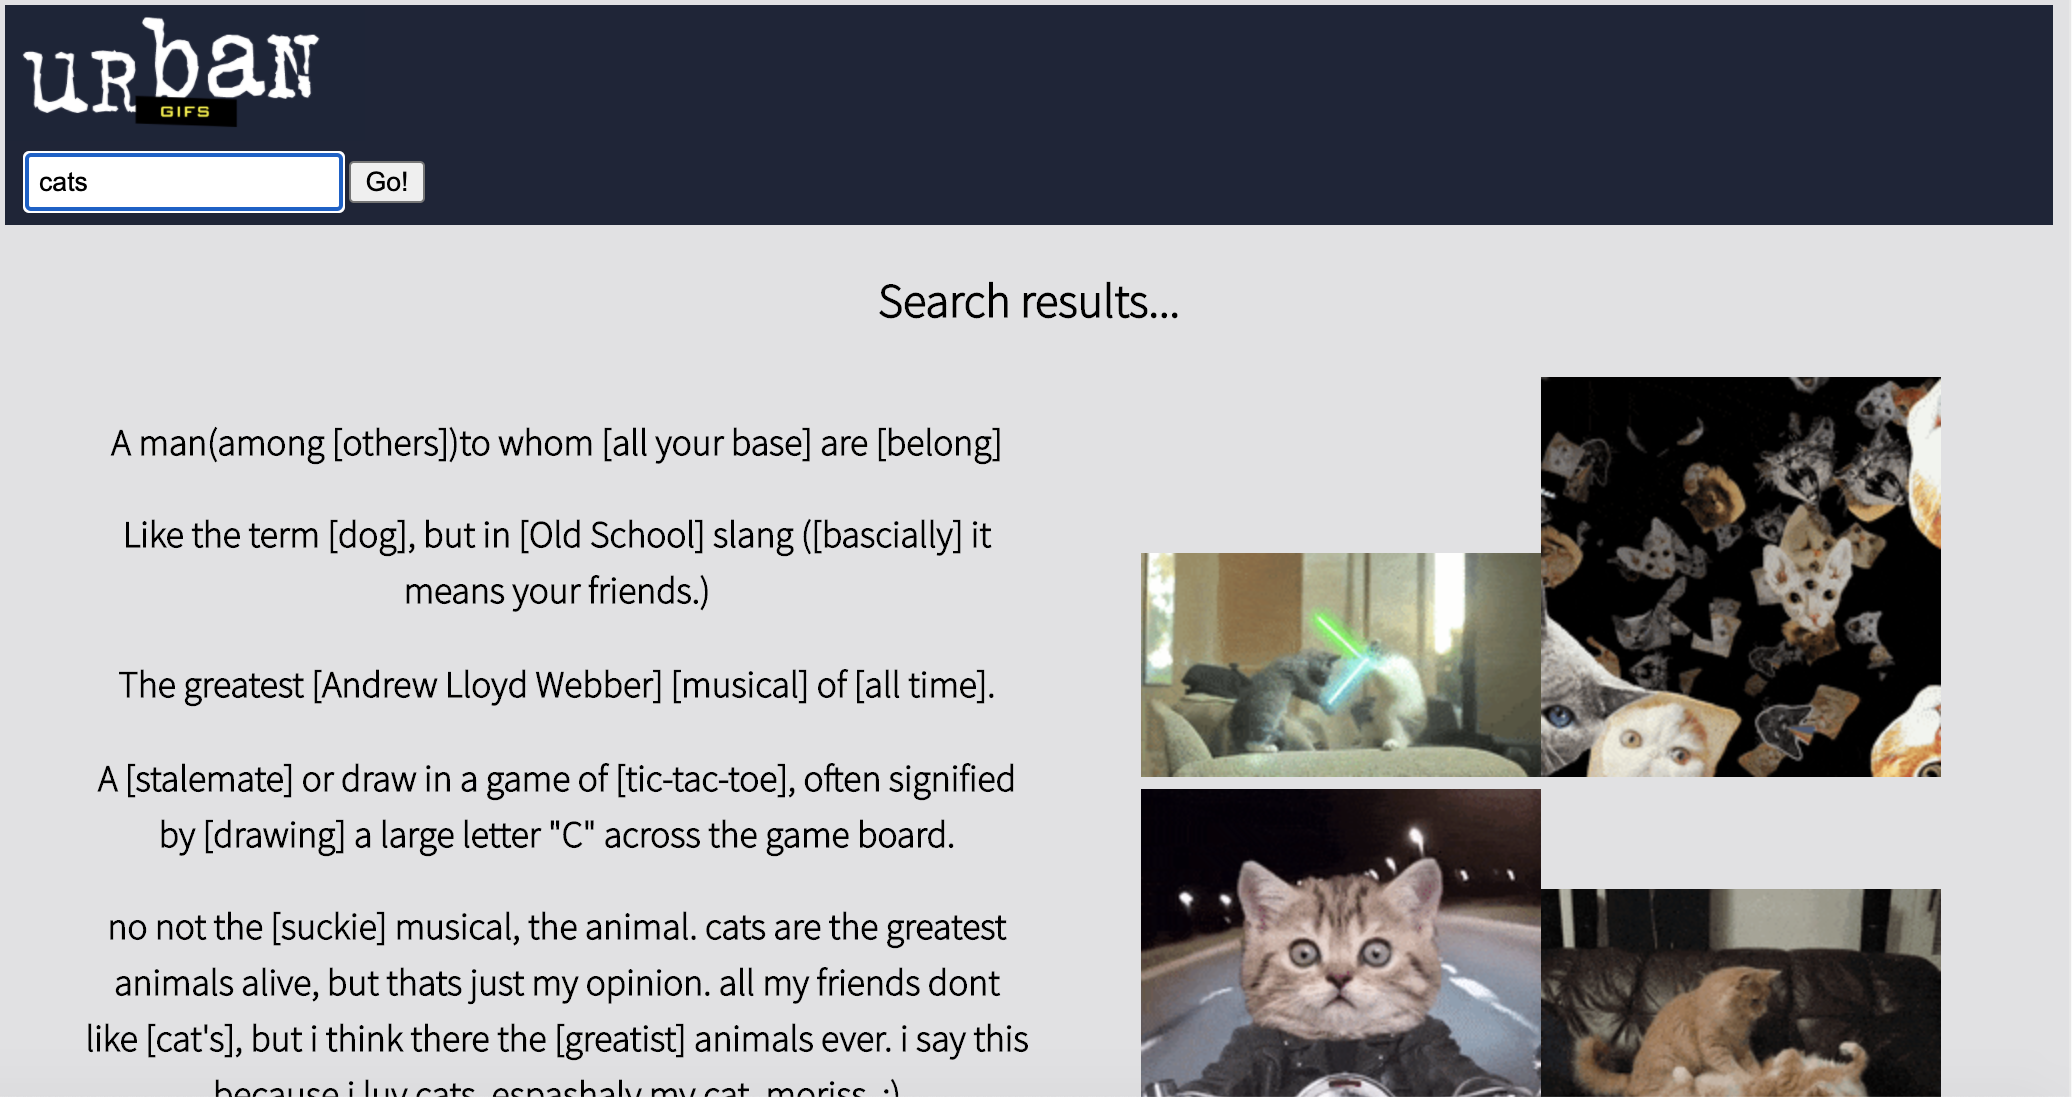 uRbaN
GIFS
cats
Go!
Search results...
A man(among [others])to whom [all your base] are [belong]
Like the term [dog], but in [Old School] slang ([bascially] it
means your friends.)
The greatest [Andrew Lloyd Webber] [musical] of [all time].
A [stalemate] or draw in a game of [tic-tac-toe], often signified
by [drawing] a large letter "C" across the game board.
no not the [suckie] musical, the animal. cats are the greatest
animals alive, but thats just my opinion. all my friends dont
like [cat's], but i think there the [greatist] animals ever. i say this
because i luv cats, espashaly my cat, moriss. :)